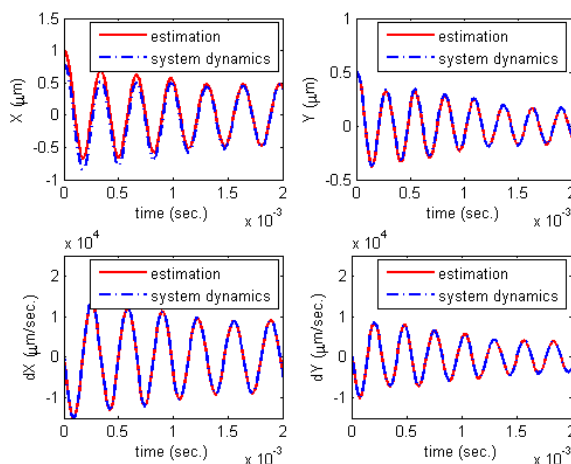 1.5
1
0.5
0
-0.5
-1
X (μm)
estimation
system dynamics
0 0.5 1 1.5 2
time (sec.)
x 10⁻³
1
0.5
0
-0.5
Y (μm)
estimation
system dynamics
0 0.5 1 1.5 2
time (sec.)
x 10⁻³
x 10⁴
2
1
0
-1
dX (μm/sec.)
estimation
system dynamics
0 0.5 1 1.5 2
time (sec.)
x 10⁻³
x 10⁴
2
1
0
-1
dY (μm/sec.)
estimation
system dynamics
0 0.5 1 1.5 2
time (sec.)
x 10⁻³